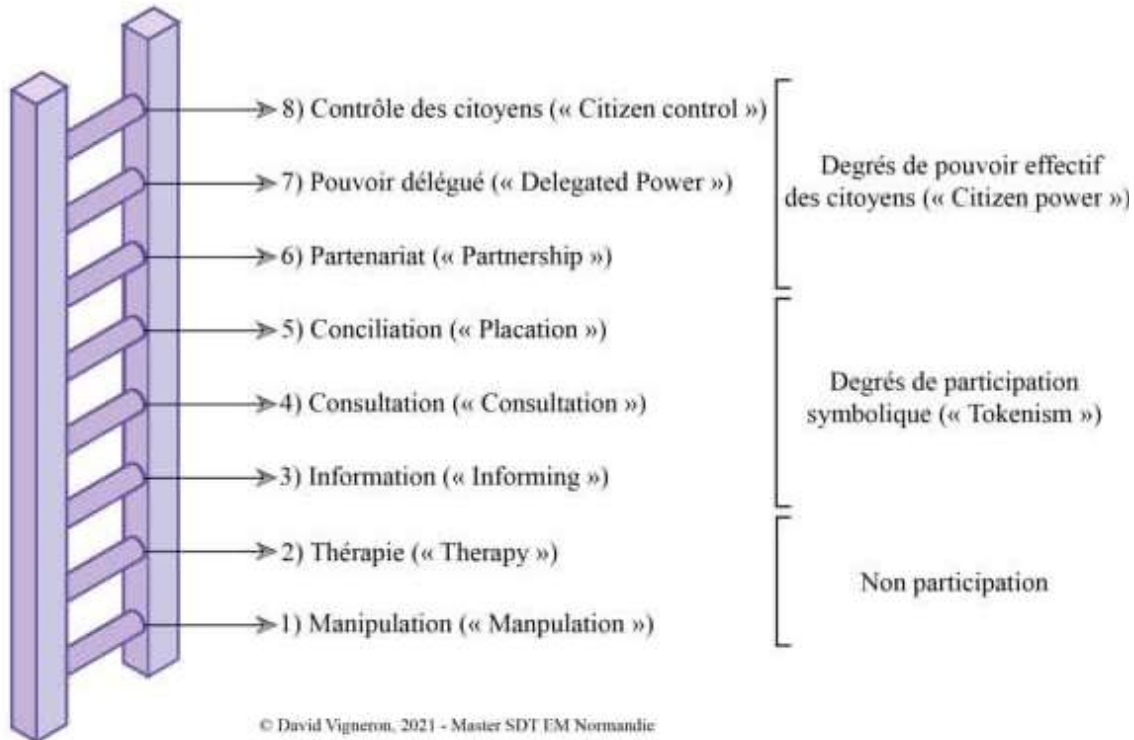 8) Contrôle des citoyens (« Citizen control »)
7) Pouvoir délégué (« Delegated Power »)
6) Partenariat (« Partnership »)
Degrés de pouvoir effectif
des citoyens (« Citizen power »)
5) Conciliation (« Placation »)
4) Consultation (« Consultation »)
3) Information (« Informing »)
Degrés de participation
symbolique (« Tokenism »)
2) Thérapie (« Therapy »)
1) Manipulation (« Manpulation »)
Non participation
© David Vigneron, 2021 - Master SDT EM Normandie